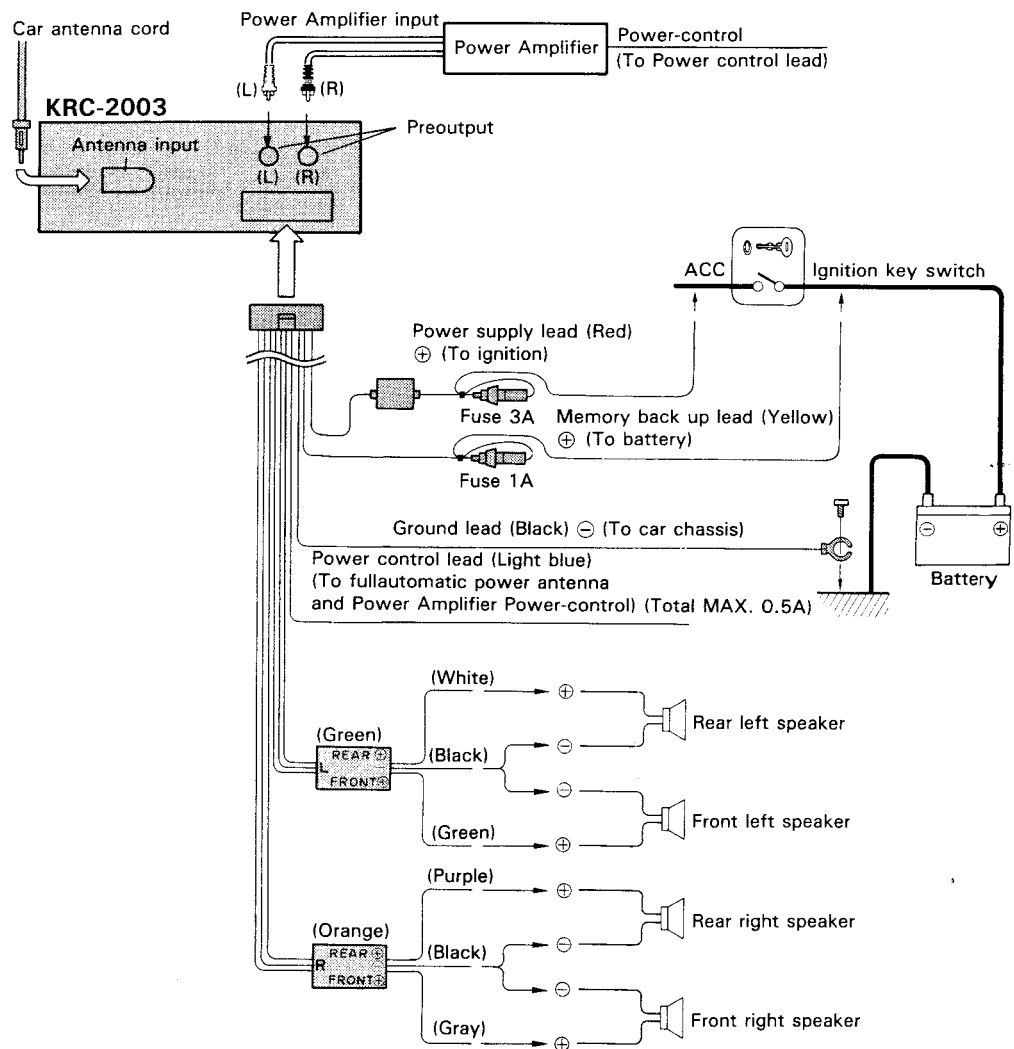 Car antenna cord
Power Amplifier input
Power Amplifier
Power-control
(To Power control lead)
(L)
(R)
KRC-2003
Preoutput
Antenna input
(L)
(R)
ACC
Ignition key switch
Power supply lead (Red)
⊕ (To ignition)
Fuse 3A
Memory back up lead (Yellow)
⊕ (To battery)
Fuse 1A
Ground lead (Black) ⊖ (To car chassis)
⊖
⊕
Battery
Power control lead (Light blue)
(To fullautomatic power antenna
and Power Amplifier Power-control) (Total MAX. 0.5A)
(White)
⊕
Rear left speaker
(Green)
REAR ⊕
L
FRONT ⊕
(Black)
⊖
⊖
Front left speaker
(Green)
⊕
(Purple)
⊕
Rear right speaker
(Orange)
REAR ⊕
R
FRONT ⊕
(Black)
⊖
⊖
Front right speaker
(Gray)
⊕